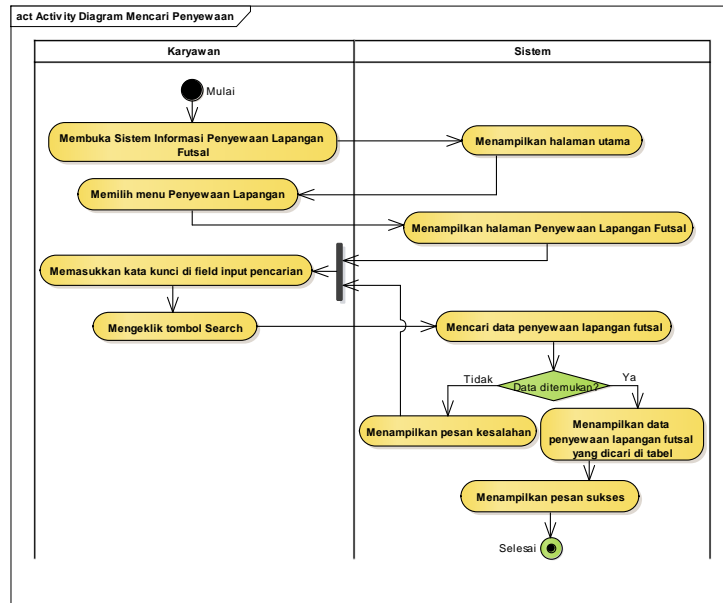 act Activity Diagram Mencari Penyewaan
Karyawan
Sistem
Mulai
Membuka Sistem Informasi Penyewaan Lapangan
Futsal
Menampilkan halaman utama
Memilih menu Penyewaan Lapangan
Menampilkan halaman Penyewaan Lapangan Futsal
Memasukkan kata kunci di field input pencarian
Mengeklik tombol Search
Mencari data penyewaan lapangan futsal
Tidak
Data ditemukan?
Ya
Menampilkan pesan kesalahan
Menampilkan data
penyewaan lapangan futsal
yang dicari di tabel
Menampilkan pesan sukses
Selesai